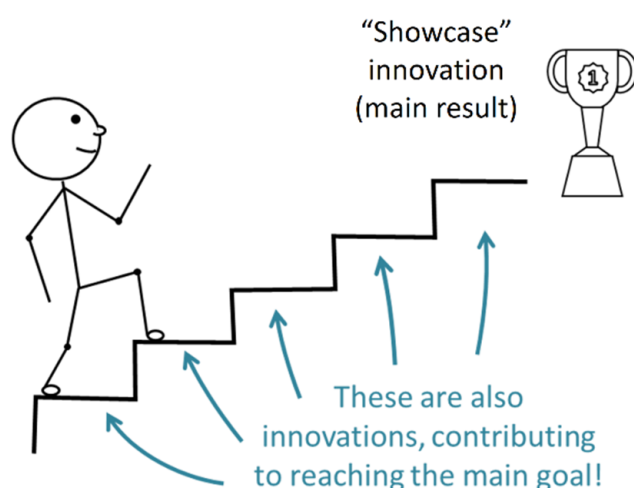 “Showcase”
innovation
(main result)
1
These are also
innovations, contributing
to reaching the main goal!